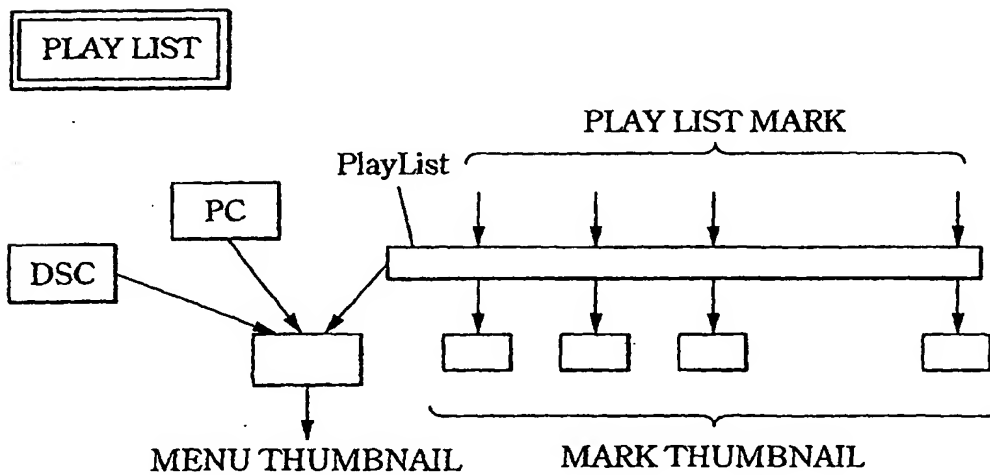 PLAY LIST
PLAY LIST MARK
PlayList
PC
DSC
MENU THUMBNAIL
MARK THUMBNAIL